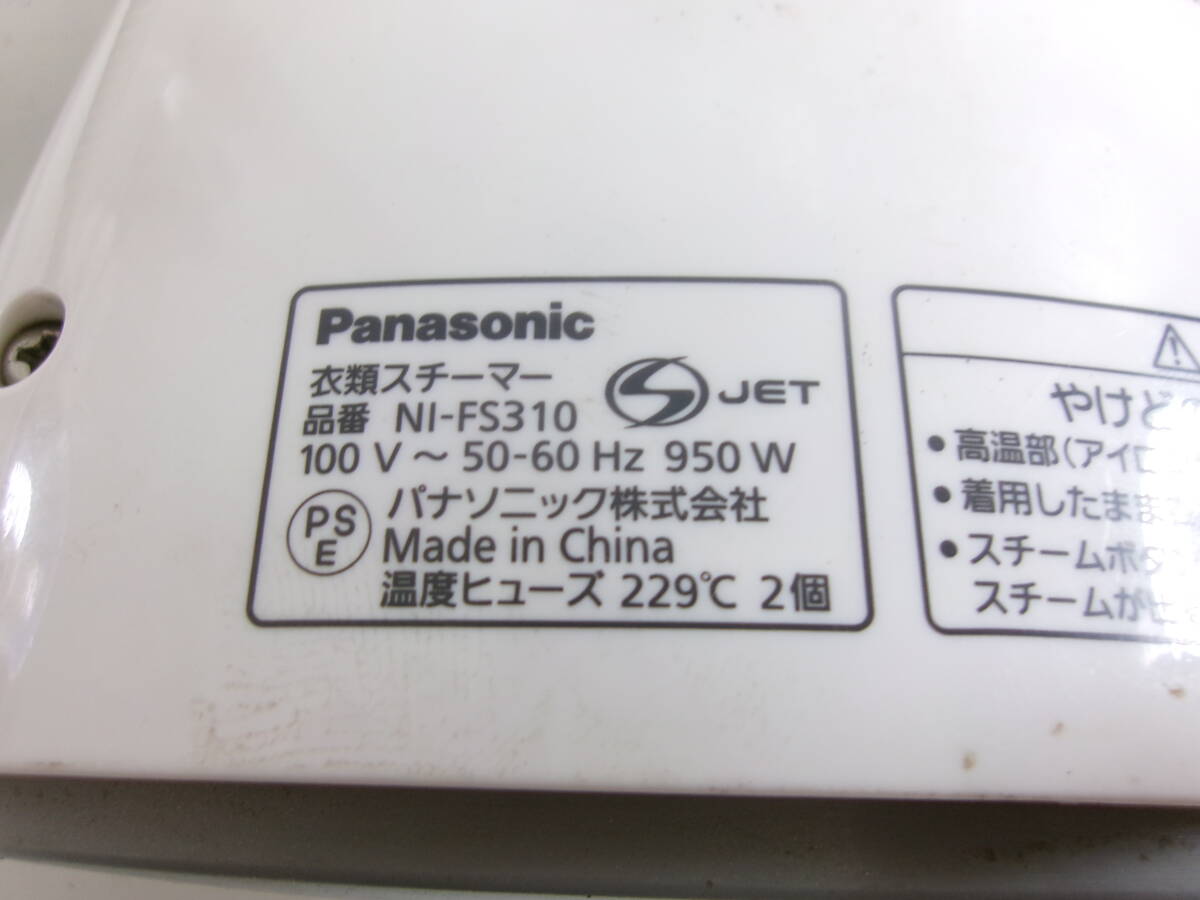 Panasonic
衣類スチーマー
品番 NI-FS310
S JET
100 V ～ 50-60 Hz 950 W
PS
E
パナソニック株式会社
Made in China
温度ヒューズ 229℃ 2個
やけど
• 高温部(アイロ
• 着用したまま
• スチームボタ
スチームが